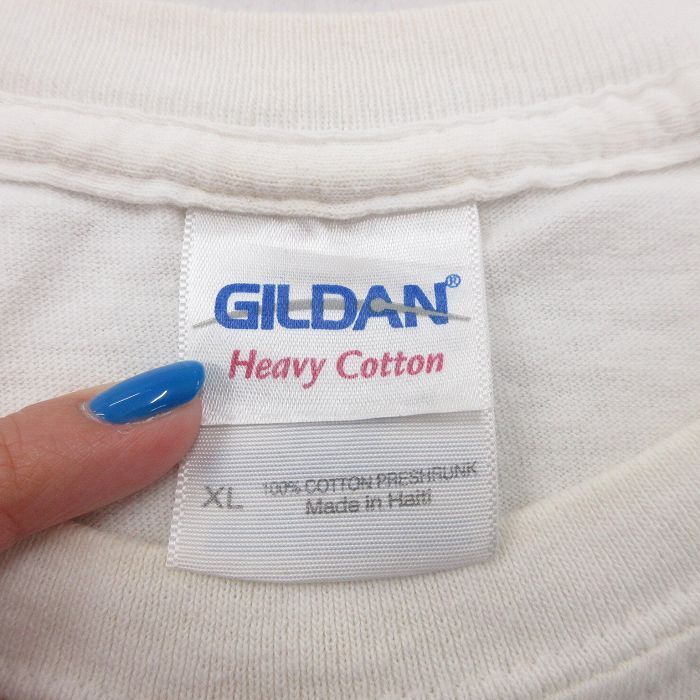 GILDAN®
Heavy Cotton
XL
100% COTTON PRESHRUNK
Made in Haiti